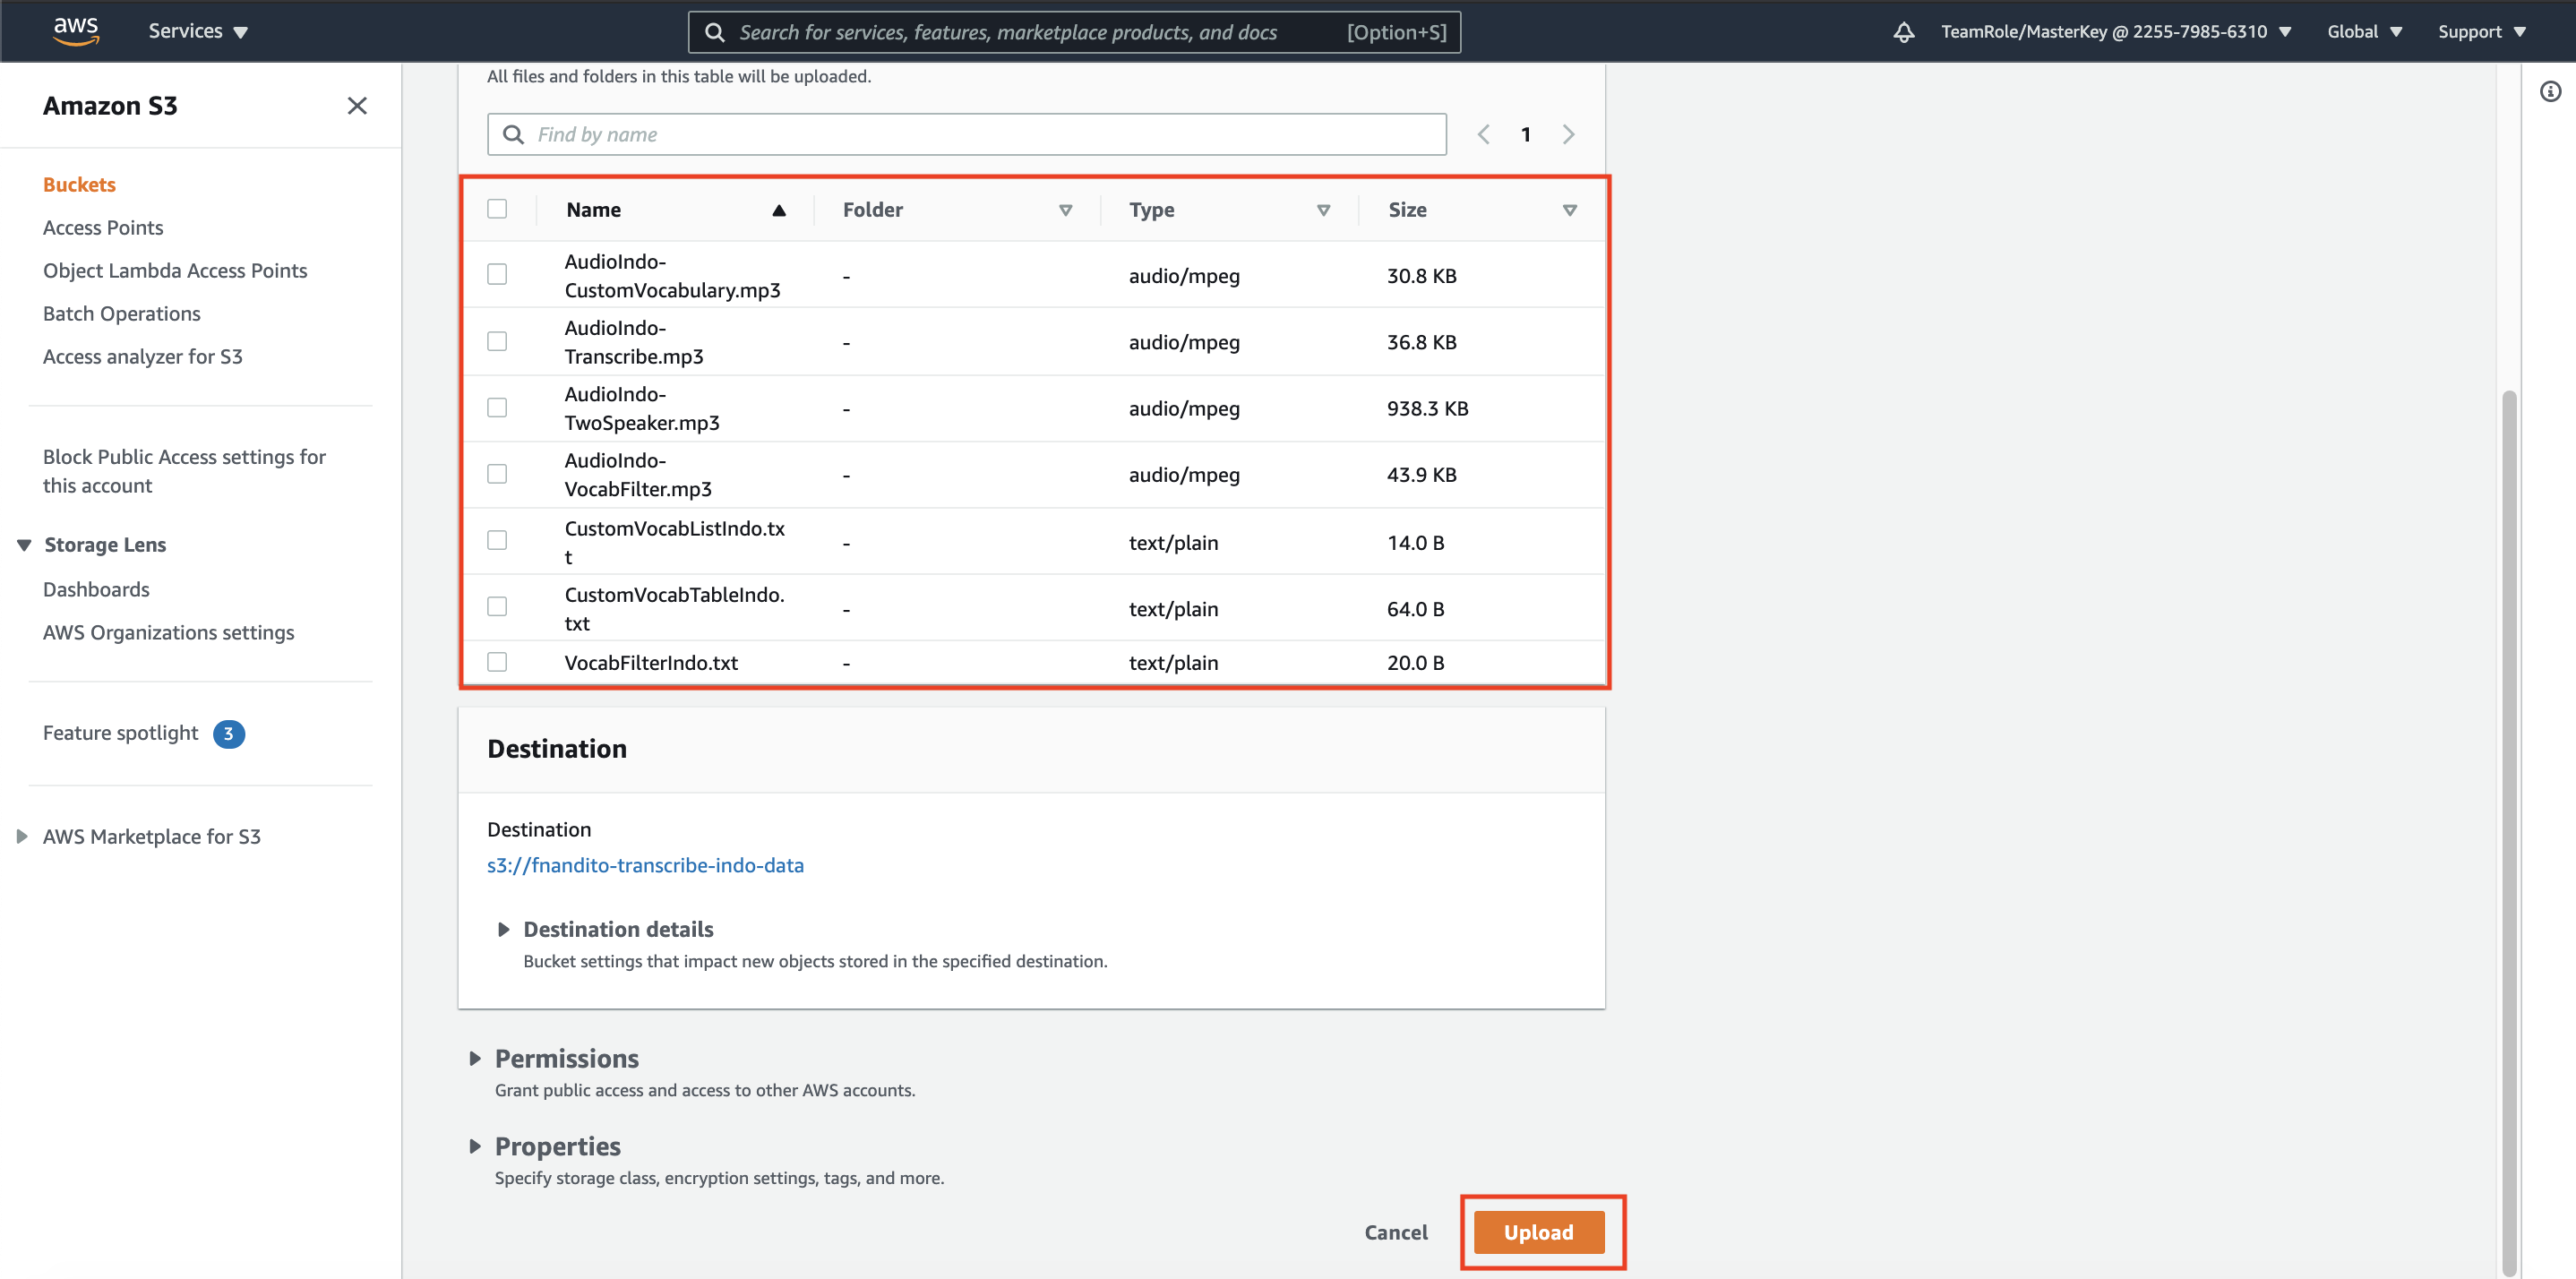 aws
Services
Search for services, features, marketplace products, and docs
[Option+S]
TeamRole/MasterKey @ 2255-7985-6310
Global
Support
Amazon S3
Buckets
Access Points
Object Lambda Access Points
Batch Operations
Access analyzer for S3
Block Public Access settings for
this account
Storage Lens
Dashboards
AWS Organizations settings
Feature spotlight 3
AWS Marketplace for S3
All files and folders in this table will be uploaded.
Find by name
1
Name Folder Type Size
AudioIndo-
CustomVocabulary.mp3
- audio/mpeg 30.8 KB
AudioIndo-
Transcribe.mp3
- audio/mpeg 36.8 KB
AudioIndo-
TwoSpeaker.mp3
- audio/mpeg 938.3 KB
AudioIndo-
VocabFilter.mp3
- audio/mpeg 43.9 KB
CustomVocabListIndo.tx
t
- text/plain 14.0 B
CustomVocabTableIndo.
txt
- text/plain 64.0 B
VocabFilterIndo.txt - text/plain 20.0 B
Destination
Destination
s3://fnandito-transcribe-indo-data
Destination details
Bucket settings that impact new objects stored in the specified destination.
Permissions
Grant public access and access to other AWS accounts.
Properties
Specify storage class, encryption settings, tags, and more.
Cancel
Upload